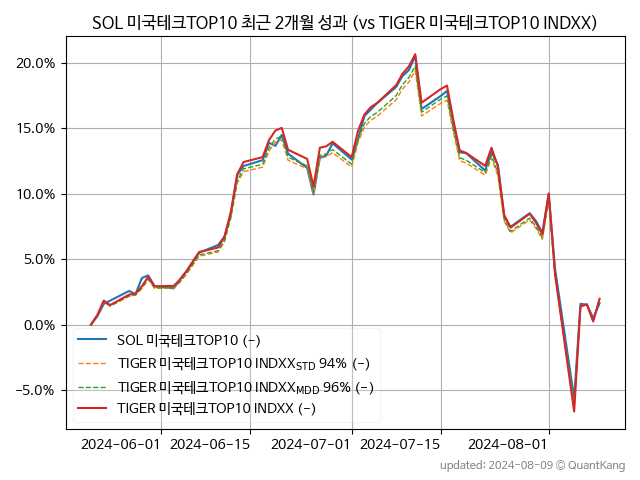 SOL 미국테크TOP10 최근 2개월 성과 (vs TIGER 미국테크TOP10 INDXX)
20.0%
15.0%
10.0%
5.0%
0.0%
−5.0%
SOL 미국테크TOP10 (-)
TIGER 미국테크TOP10 INDXX_STD 94% (-)
TIGER 미국테크TOP10 INDXX_MDD 96% (-)
TIGER 미국테크TOP10 INDXX (-)
2024-06-01 2024-06-15 2024-07-01 2024-07-15 2024-08-01
updated: 2024-08-09 © QuantKang